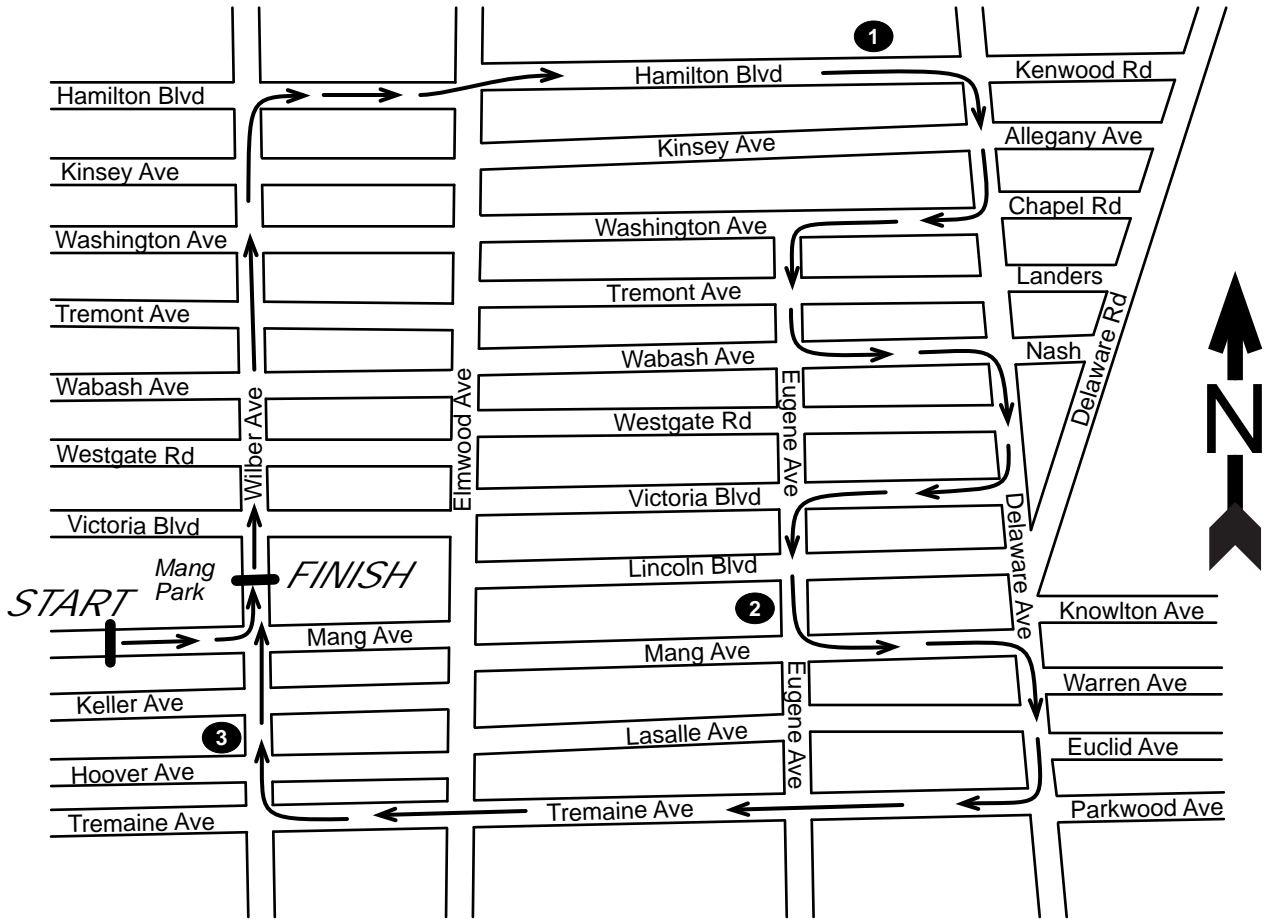 1
Hamilton Blvd
Kenwood Rd
Hamilton Blvd
Allegany Ave
Kinsey Ave
Kinsey Ave
Chapel Rd
Washington Ave
Washington Ave
Landers
Tremont Ave
Tremont Ave
Nash
Delaware Rd
Wabash Ave
Wabash Ave
Wilber Ave
Elmwood Ave
Eugene Ave
Westgate Rd
Westgate Rd
N
Victoria Blvd
Victoria Blvd
Delaware Ave
Mang
Park
FINISH
Lincoln Blvd
START
2
Knowlton Ave
Mang Ave
Mang Ave
Eugene Ave
Warren Ave
Keller Ave
3
Lasalle Ave
Euclid Ave
Hoover Ave
Tremaine Ave
Tremaine Ave
Parkwood Ave